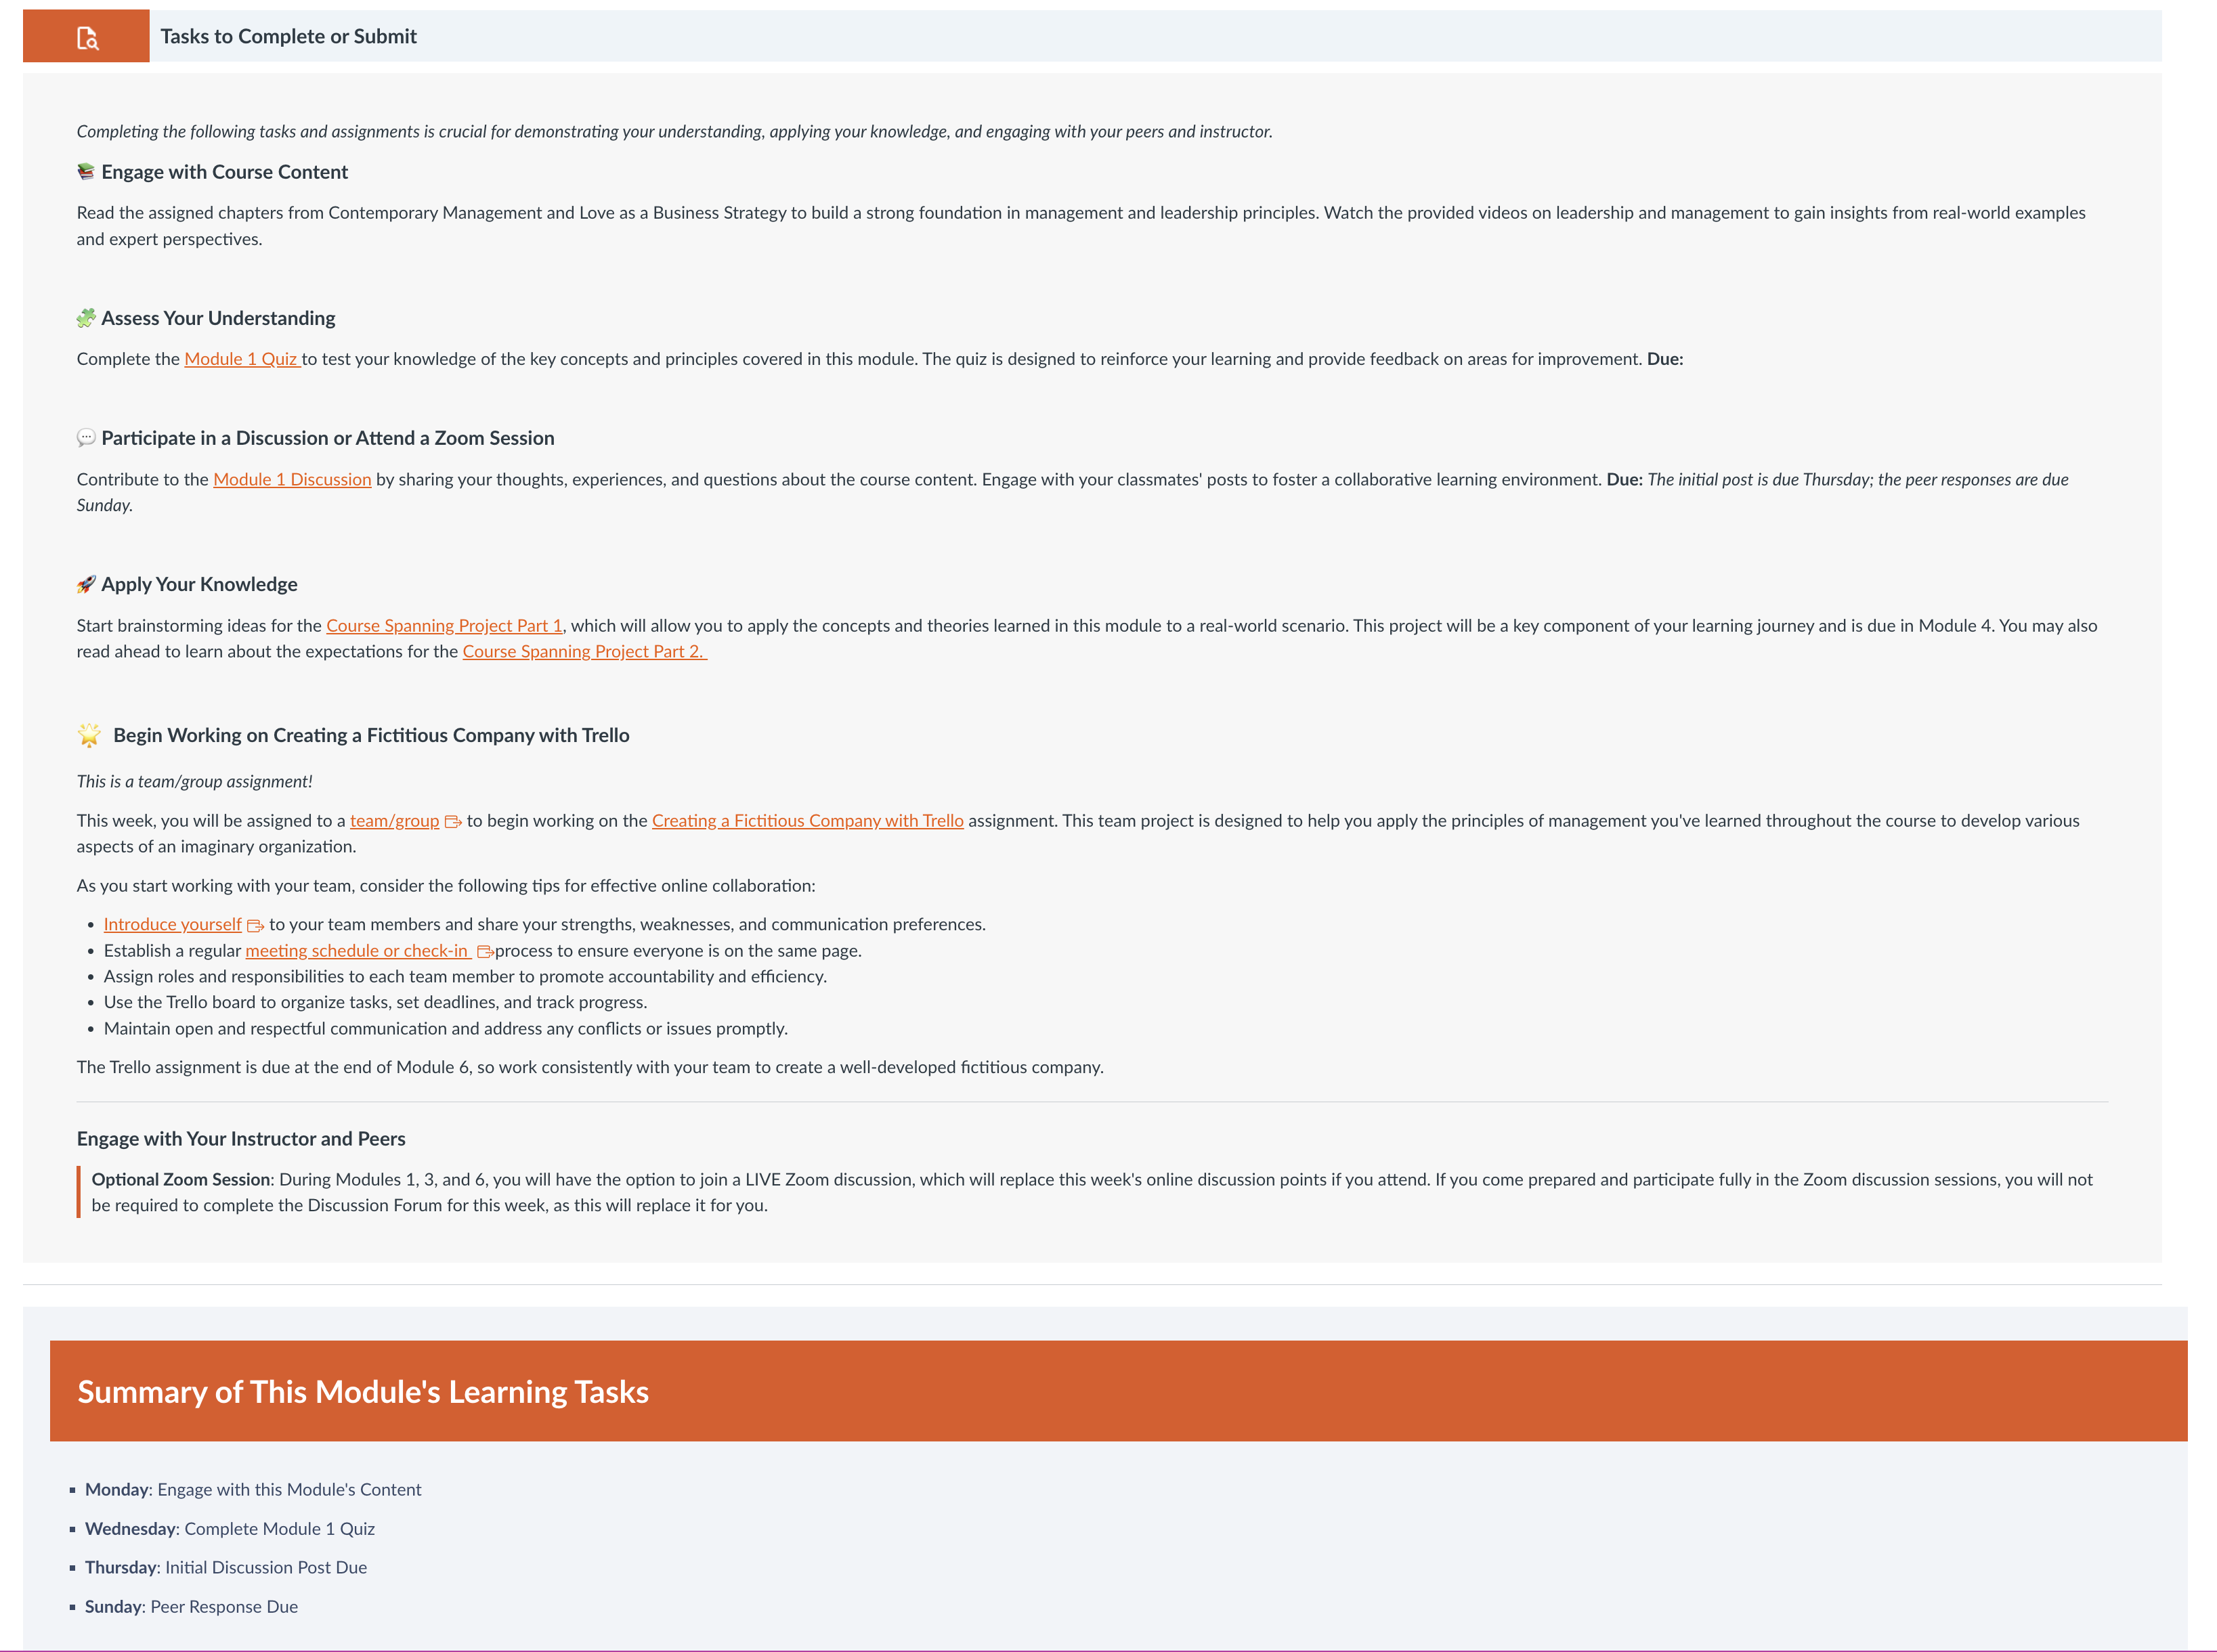 Tasks to Complete or Submit
Completing the following tasks and assignments is crucial for demonstrating your understanding, applying your knowledge, and engaging with your peers and instructor.
Engage with Course Content
Read the assigned chapters from Contemporary Management and Love as a Business Strategy to build a strong foundation in management and leadership principles. Watch the provided videos on leadership and management to gain insights from real-world examples
and expert perspectives.
Assess Your Understanding
Complete the Module 1 Quiz to test your knowledge of the key concepts and principles covered in this module. The quiz is designed to reinforce your learning and provide feedback on areas for improvement. Due:
Participate in a Discussion or Attend a Zoom Session
Contribute to the Module 1 Discussion by sharing your thoughts, experiences, and questions about the course content. Engage with your classmates' posts to foster a collaborative learning environment. Due: The initial post is due Thursday; the peer responses are due
Sunday.
Apply Your Knowledge
Start brainstorming ideas for the Course Spanning Project Part 1, which will allow you to apply the concepts and theories learned in this module to a real-world scenario. This project will be a key component of your learning journey and is due in Module 4. You may also
read ahead to learn about the expectations for the Course Spanning Project Part 2.
Begin Working on Creating a Fictitious Company with Trello
This is a team/group assignment!
This week, you will be assigned to a team/group to begin working on the Creating a Fictitious Company with Trello assignment. This team project is designed to help you apply the principles of management you've learned throughout the course to develop various
aspects of an imaginary organization.
As you start working with your team, consider the following tips for effective online collaboration:
• Introduce yourself to your team members and share your strengths, weaknesses, and communication preferences.
• Establish a regular meeting schedule or check-in process to ensure everyone is on the same page.
• Assign roles and responsibilities to each team member to promote accountability and efficiency.
• Use the Trello board to organize tasks, set deadlines, and track progress.
• Maintain open and respectful communication and address any conflicts or issues promptly.
The Trello assignment is due at the end of Module 6, so work consistently with your team to create a well-developed fictitious company.
Engage with Your Instructor and Peers
Optional Zoom Session: During Modules 1, 3, and 6, you will have the option to join a LIVE Zoom discussion, which will replace this week's online discussion points if you attend. If you come prepared and participate fully in the Zoom discussion sessions, you will not
be required to complete the Discussion Forum for this week, as this will replace it for you.
Summary of This Module's Learning Tasks
▪ Monday: Engage with this Module's Content
▪ Wednesday: Complete Module 1 Quiz
▪ Thursday: Initial Discussion Post Due
▪ Sunday: Peer Response Due